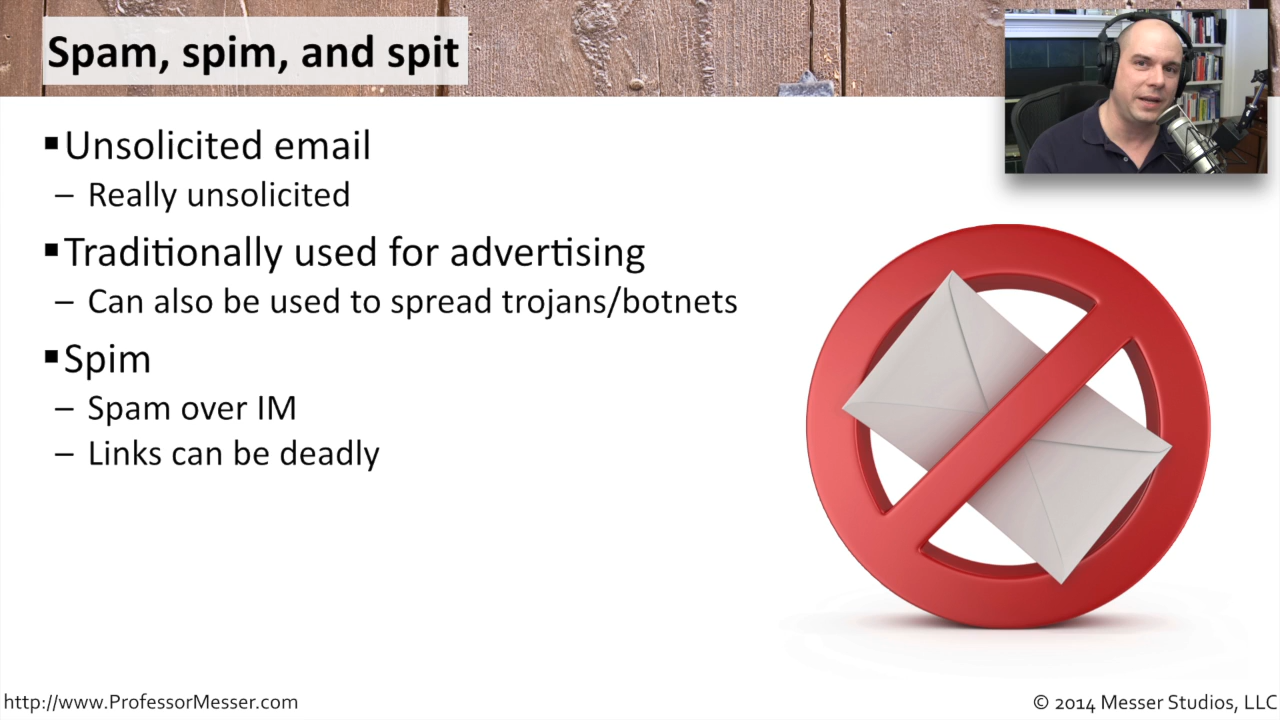 Spam, spim, and spit
▪Unsolicited email
– Really unsolicited
▪Traditionally used for advertising
– Can also be used to spread trojans/botnets
▪Spim
– Spam over IM
– Links can be deadly
http://www.ProfessorMesser.com
© 2014 Messer Studios, LLC